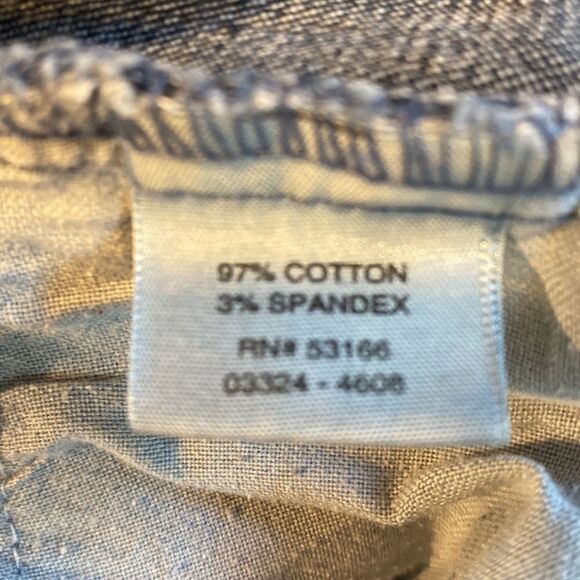 97% COTTON
3% SPANDEX
RN# 53166
03324 - 4608